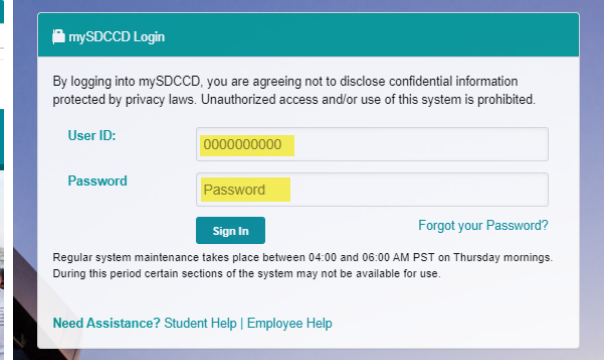 mySDCCD Login
By logging into mySDCCD, you are agreeing not to disclose confidential information
protected by privacy laws. Unauthorized access and/or use of this system is prohibited.
User ID:
0000000000
Password
Password
Sign In
Forgot your Password?
Regular system maintenance takes place between 04:00 and 06:00 AM PST on Thursday mornings.
During this period certain sections of the system may not be available for use.
Need Assistance? Student Help | Employee Help